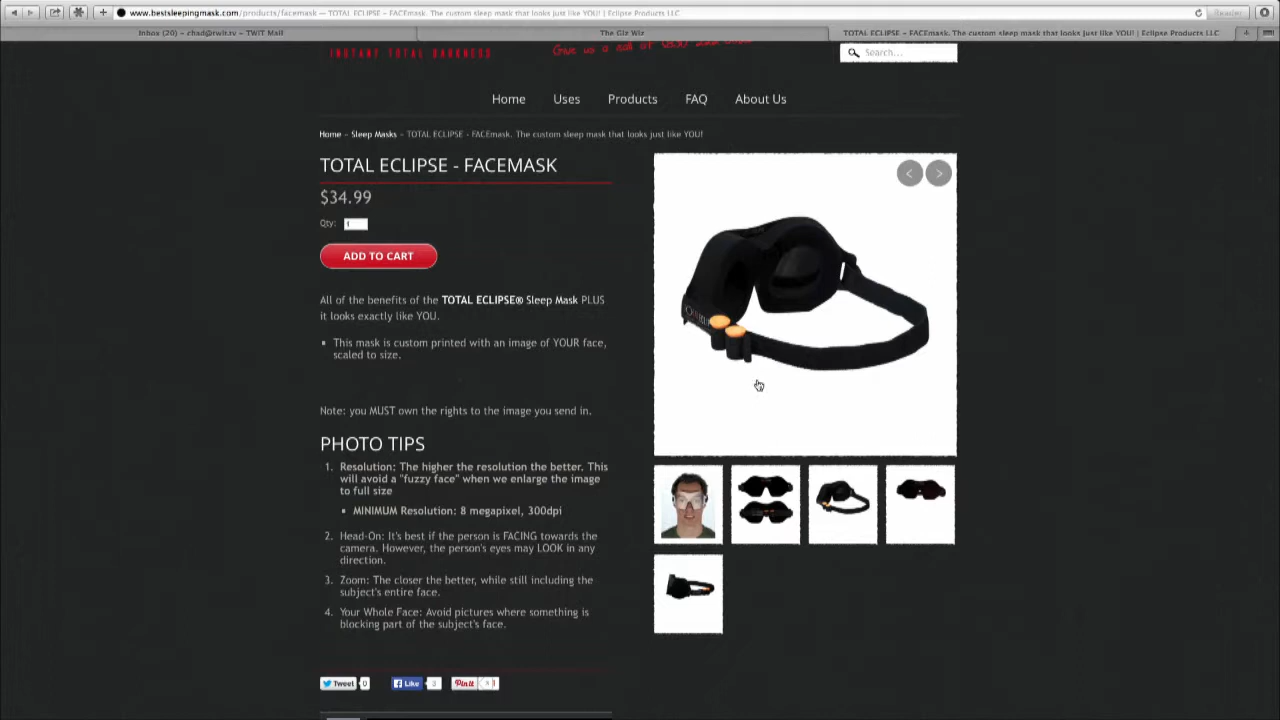 www.bestsleepingmask.com/products/facemask — TOTAL ECLIPSE – FACEmask. The custom sleep mask that looks just like YOU! | Eclipse Products LLC
Reader
Inbox (20) – chad@twit.tv – TWiT Mail
The Giz Wiz
TOTAL ECLIPSE – FACEmask. The custom sleep mask that looks just like YOU! | Eclipse Products LLC
INSTANT TOTAL DARKNESS
Give us a call at
Search...
Home
Uses
Products
FAQ
About Us
Home – Sleep Masks – TOTAL ECLIPSE - FACEmask. The custom sleep mask that looks just like YOU!
TOTAL ECLIPSE - FACEMASK
$34.99
Qty: 1
ADD TO CART
All of the benefits of the TOTAL ECLIPSE® Sleep Mask PLUS
it looks exactly like YOU.
This mask is custom printed with an image of YOUR face,
scaled to size.
Note: you MUST own the rights to the image you send in.
PHOTO TIPS
1. Resolution: The higher the resolution the better. This
will avoid a "fuzzy face" when we enlarge the image
to full size
MINIMUM Resolution: 8 megapixel, 300dpi
2. Head-On: It's best if the person is FACING towards the
camera. However, the person's eyes may LOOK in any
direction.
3. Zoom: The closer the better, while still including the
subject's entire face.
4. Your Whole Face: Avoid pictures where something is
blocking part of the subject's face.
Tweet 0
Like 3
Pin it